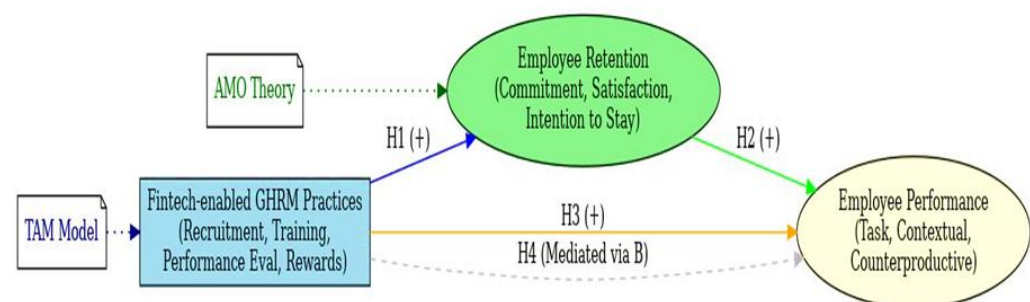 AMO Theory
Employee Retention
(Commitment, Satisfaction,
Intention to Stay)
H1 (+)
H2 (+)
TAM Model
Fintech-enabled GHRM Practices
(Recruitment, Training,
Performance Eval, Rewards)
H3 (+)
H4 (Mediated via B)
Employee Performance
(Task, Contextual,
Counterproductive)